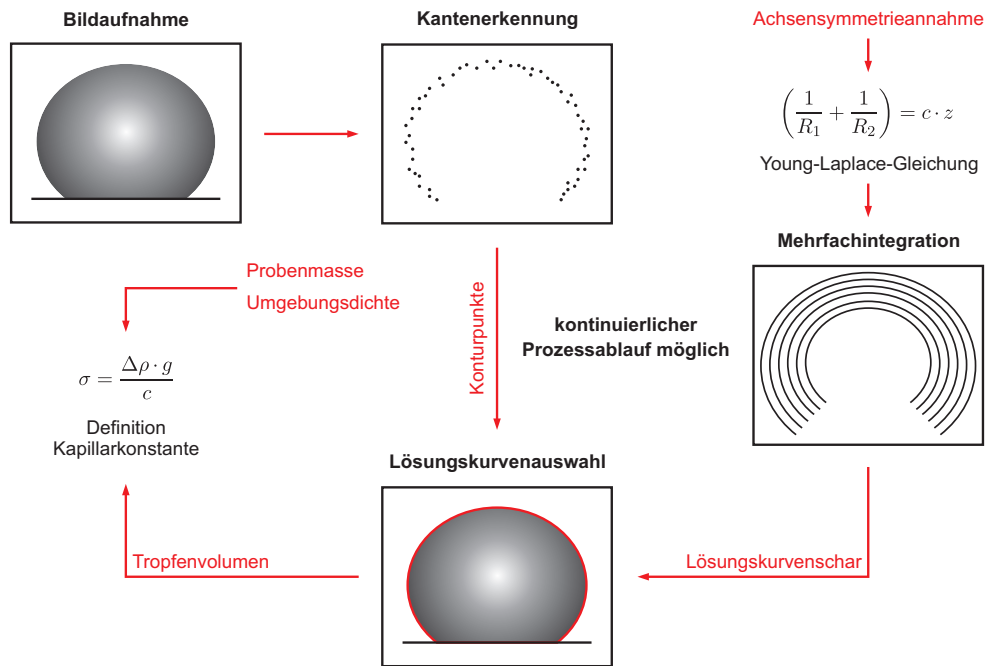 Bildaufnahme
Kantenerkennung
Achsensymmetrieannahme
(1/R₁ + 1/R₂) = c · z
Young-Laplace-Gleichung
Mehrfachintegration
Probenmasse
Umgebungsdichte
Konturpunkte
kontinuierlicher
Prozessablauf möglich
σ = Δρ · g / c
Definition
Kapillarkonstante
Lösungskurvenauswahl
Tropfenvolumen
Lösungskurvenschar